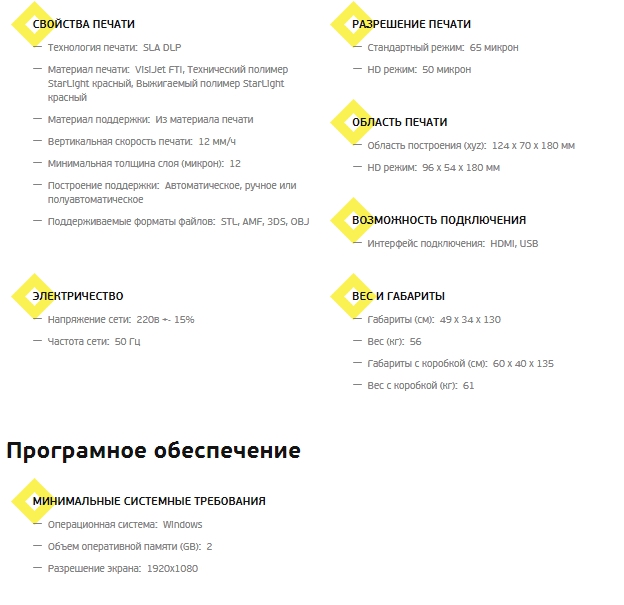 СВОЙСТВА ПЕЧАТИ
— Технология печати: SLA DLP
— Материал печати: VisiJet FTI, Технический полимер
StarLight красный, Выжигаемый полимер StarLight
красный
— Материал поддержки: Из материала печати
— Вертикальная скорость печати: 12 мм/ч
— Минимальная толщина слоя (микрон): 12
— Построение поддержки: Автоматическое, ручное или
полуавтоматическое
— Поддерживаемые форматы файлов: STL, AMF, 3DS, OBJ
РАЗРЕШЕНИЕ ПЕЧАТИ
— Стандартный режим: 65 микрон
— HD режим: 50 микрон
ОБЛАСТЬ ПЕЧАТИ
— Область построения (xyz): 124 x 70 x 180 мм
— HD режим: 96 x 54 x 180 мм
ВОЗМОЖНОСТЬ ПОДКЛЮЧЕНИЯ
— Интерфейс подключения: HDMI, USB
ЭЛЕКТРИЧЕСТВО
— Напряжение сети: 220в +- 15%
— Частота сети: 50 Гц
ВЕС И ГАБАРИТЫ
— Габариты (см): 49 x 34 x 130
— Вес (кг): 56
— Габариты с коробкой (см): 60 x 40 x 135
— Вес с коробкой (кг): 61
Програмное обеспечение
МИНИМАЛЬНЫЕ СИСТЕМНЫЕ ТРЕБОВАНИЯ
— Операционная система: Windows
— Объем оперативной памяти (GB): 2
— Разрешение экрана: 1920x1080